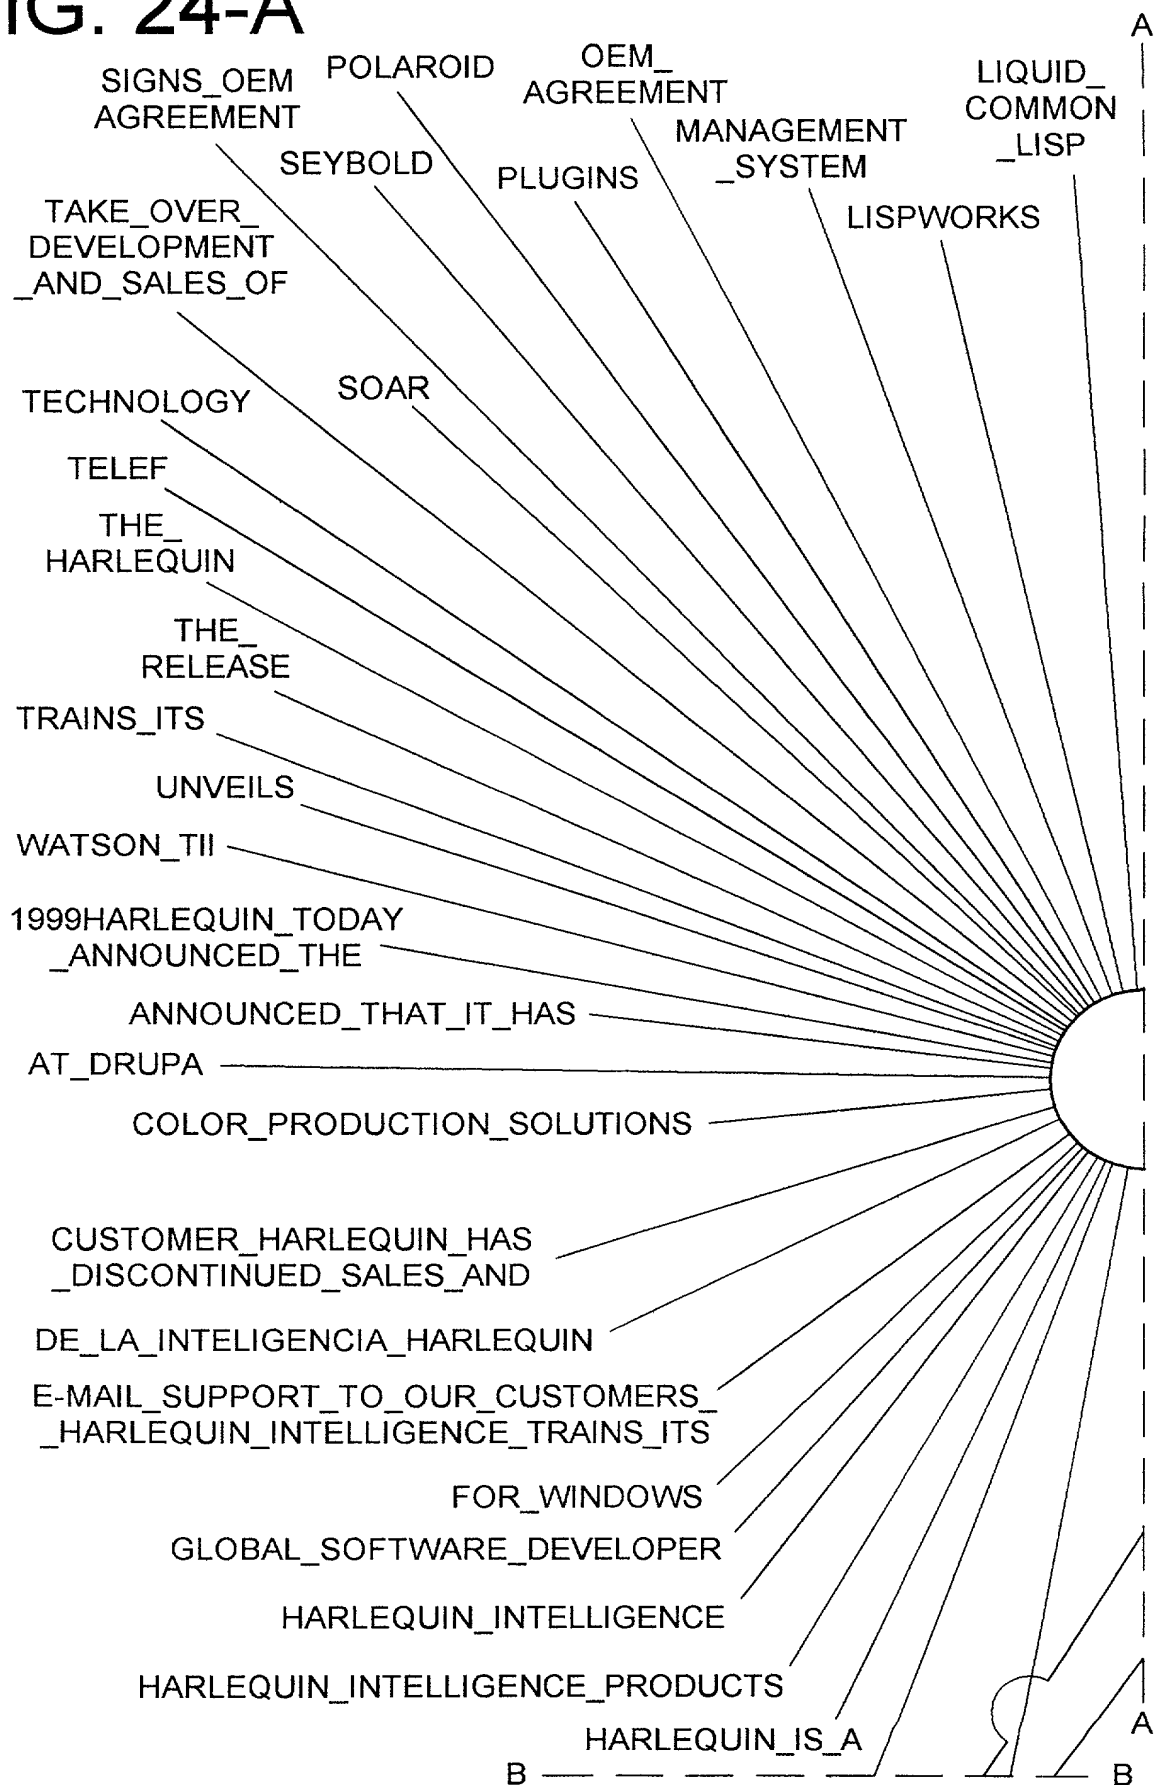 IG. 24-A
A
SIGNS_OEM
AGREEMENT
POLAROID
OEM_
AGREEMENT
LIQUID_
COMMON
_LISP
SEYBOLD
PLUGINS
MANAGEMENT
_SYSTEM
LISPWORKS
TAKE_OVER_
DEVELOPMENT
_AND_SALES_OF
TECHNOLOGY
SOAR
TELEF
THE_
HARLEQUIN
THE_
RELEASE
TRAINS_ITS
UNVEILS
WATSON_TII
1999HARLEQUIN_TODAY
_ANNOUNCED_THE
ANNOUNCED_THAT_IT_HAS
AT_DRUPA
COLOR_PRODUCTION_SOLUTIONS
CUSTOMER_HARLEQUIN_HAS
_DISCONTINUED_SALES_AND
DE_LA_INTELIGENCIA_HARLEQUIN
E-MAIL_SUPPORT_TO_OUR_CUSTOMERS_
_HARLEQUIN_INTELLIGENCE_TRAINS_ITS
FOR_WINDOWS
GLOBAL_SOFTWARE_DEVELOPER
HARLEQUIN_INTELLIGENCE
HARLEQUIN_INTELLIGENCE_PRODUCTS
HARLEQUIN_IS_A
A
B
B